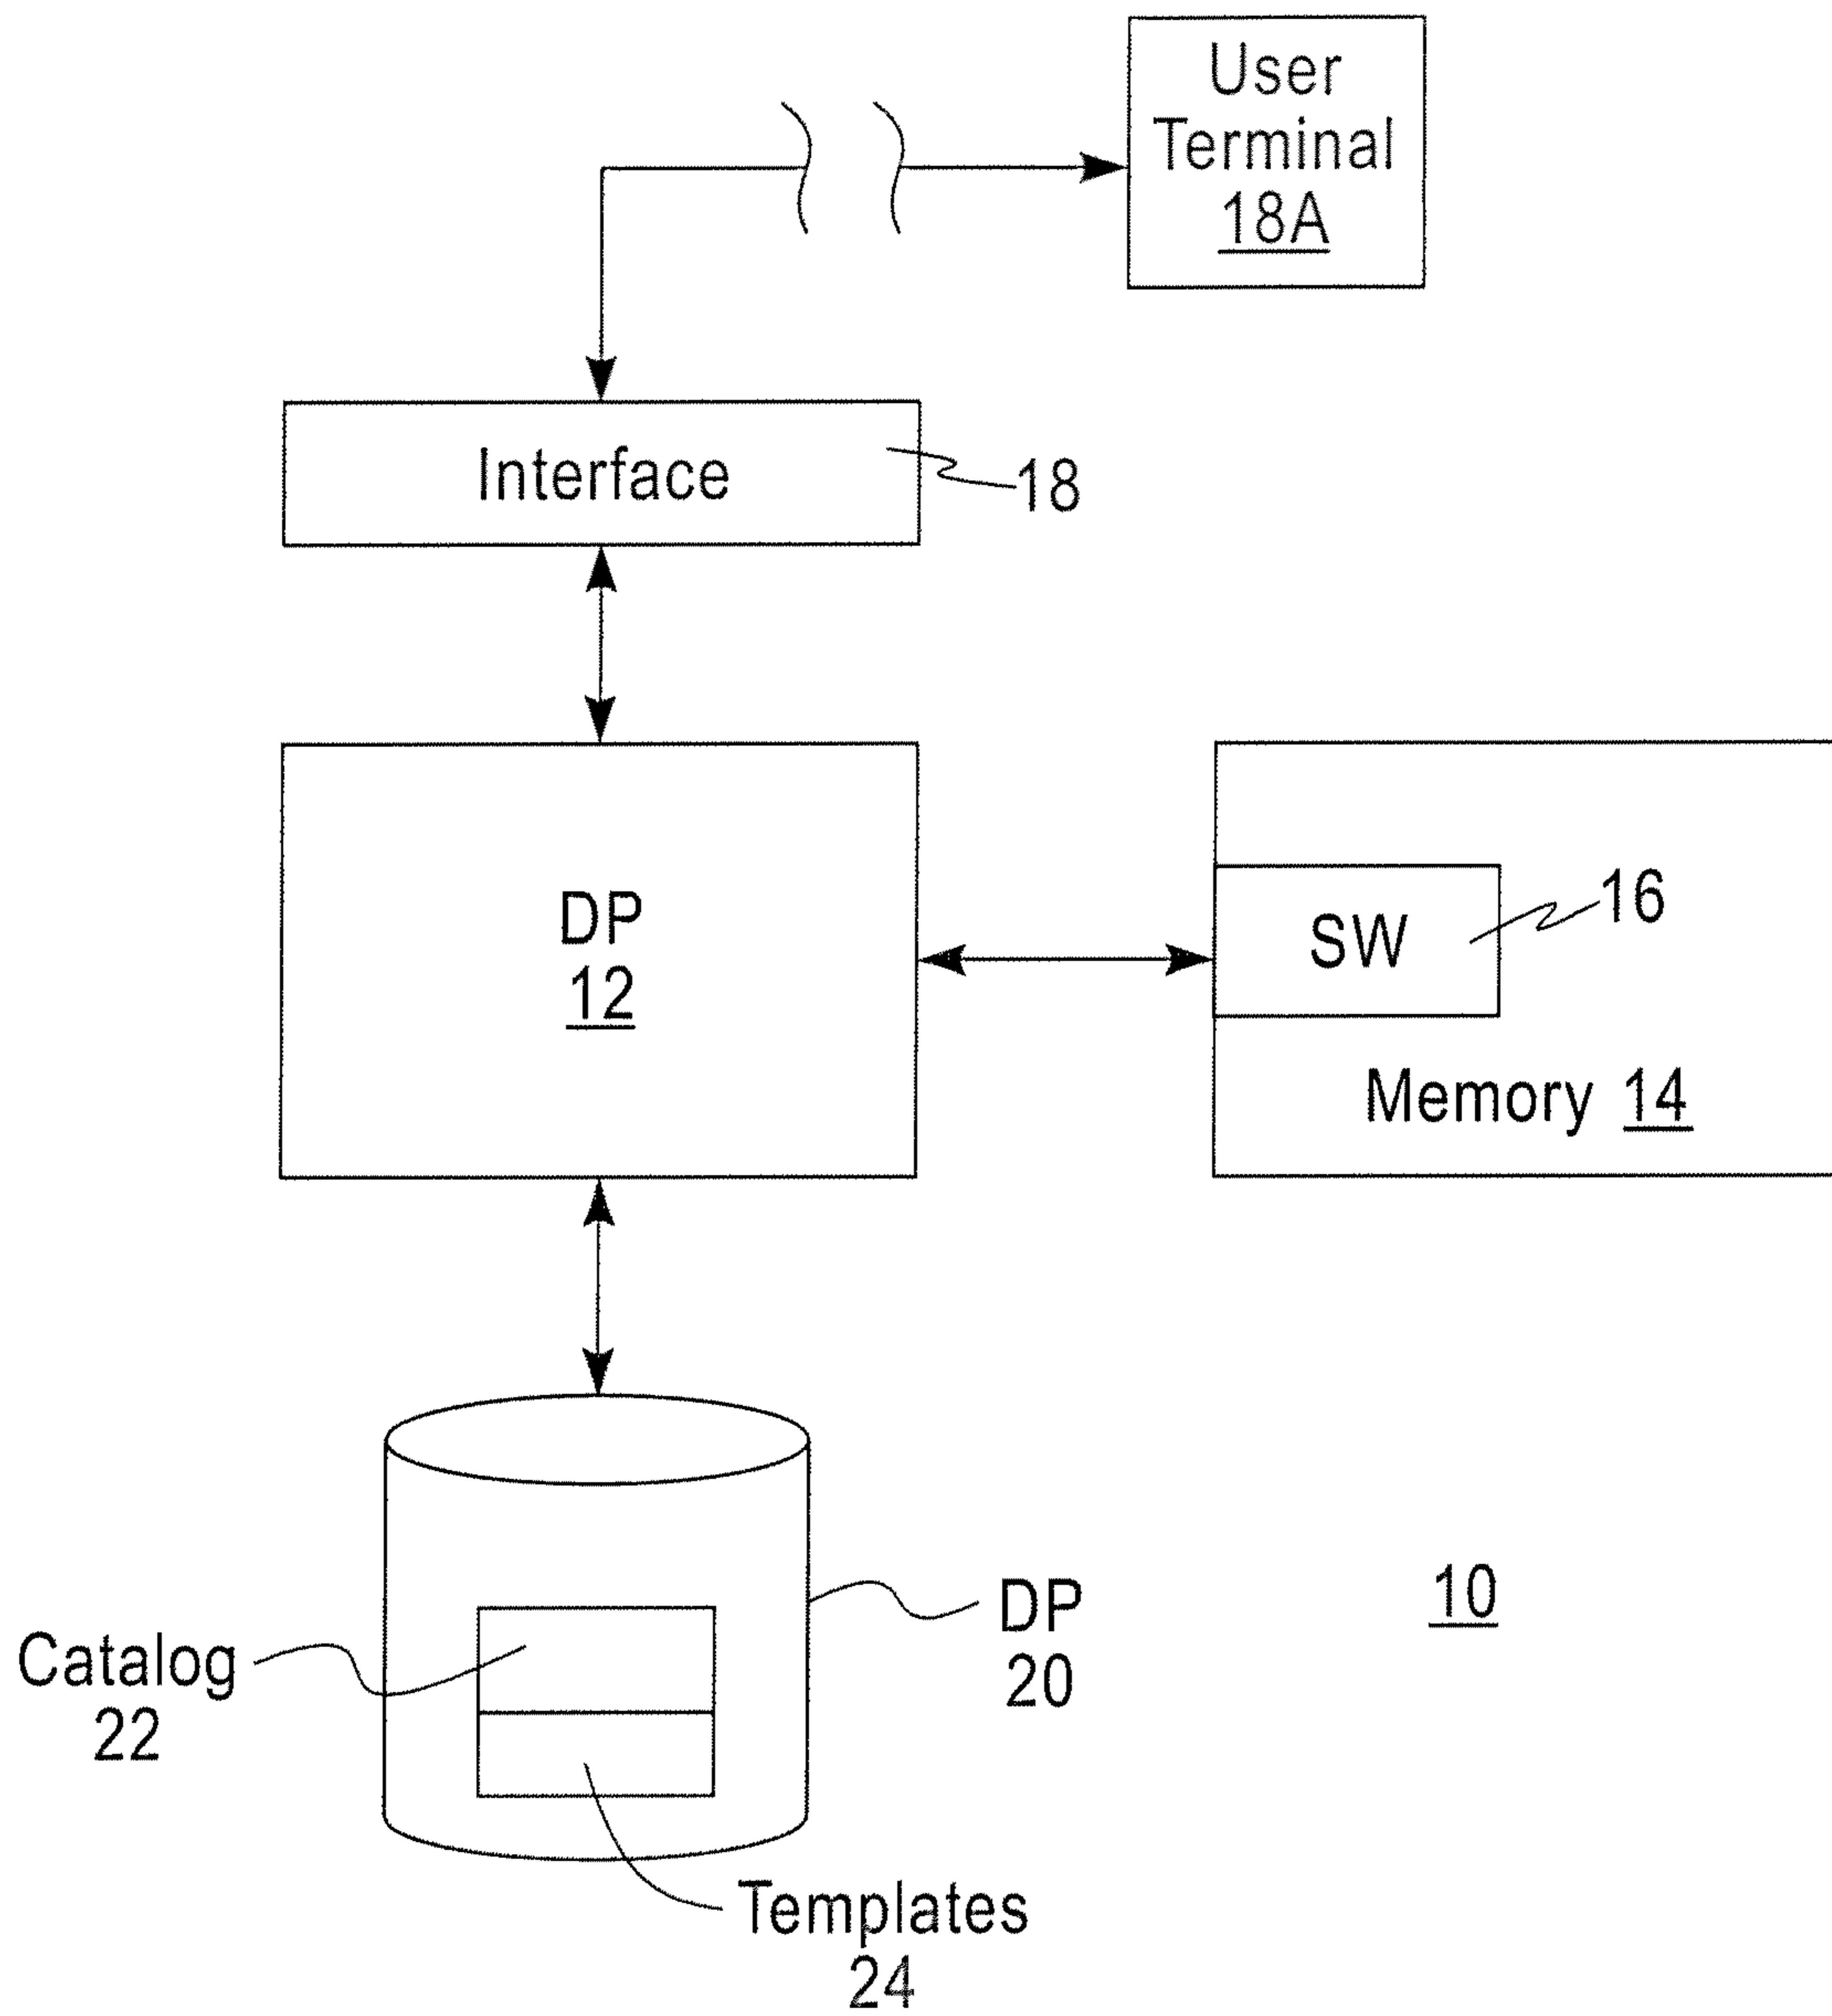 User
Terminal
18A
Interface
18
DP
12
SW
16
Memory 14
DP
20
10
Catalog
22
Templates
24